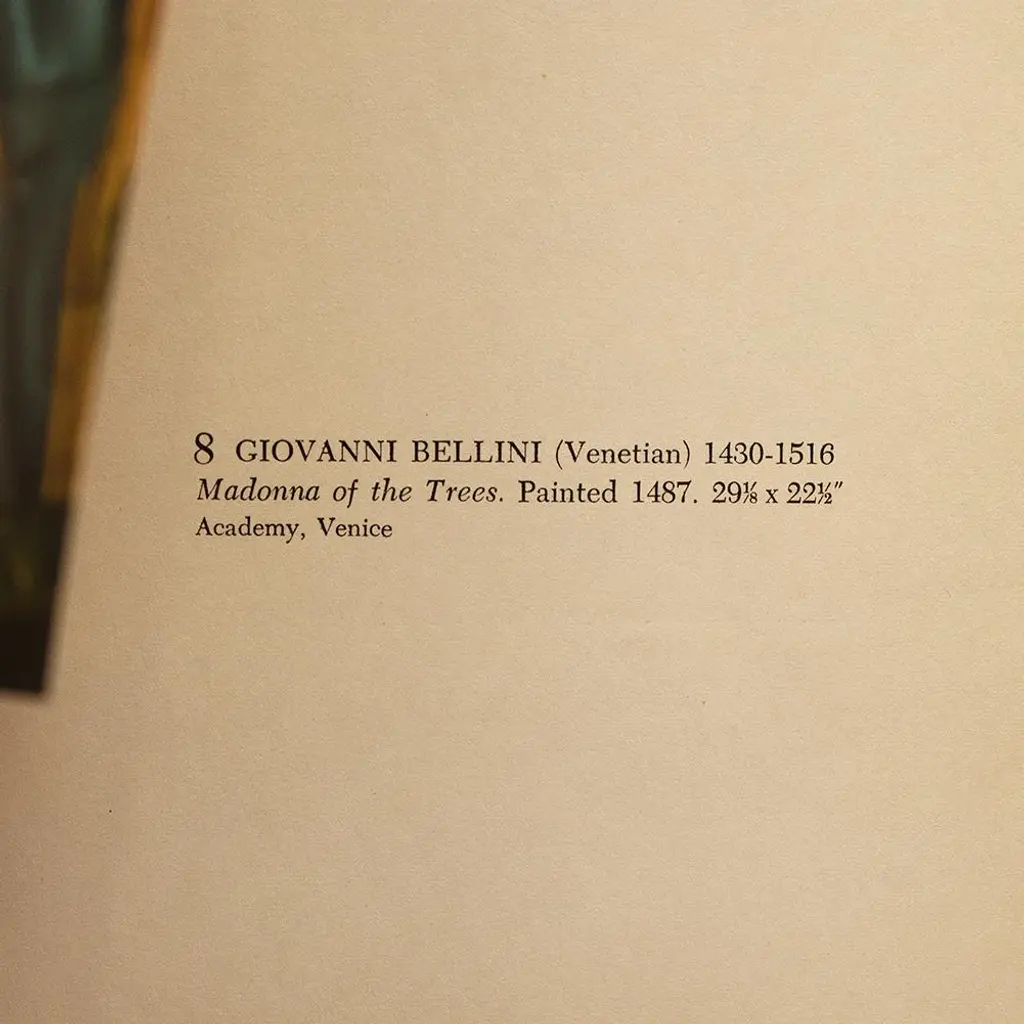 8 GIOVANNI BELLINI (Venetian) 1430-1516
Madonna of the Trees. Painted 1487. 29⅛ x 22½"
Academy, Venice